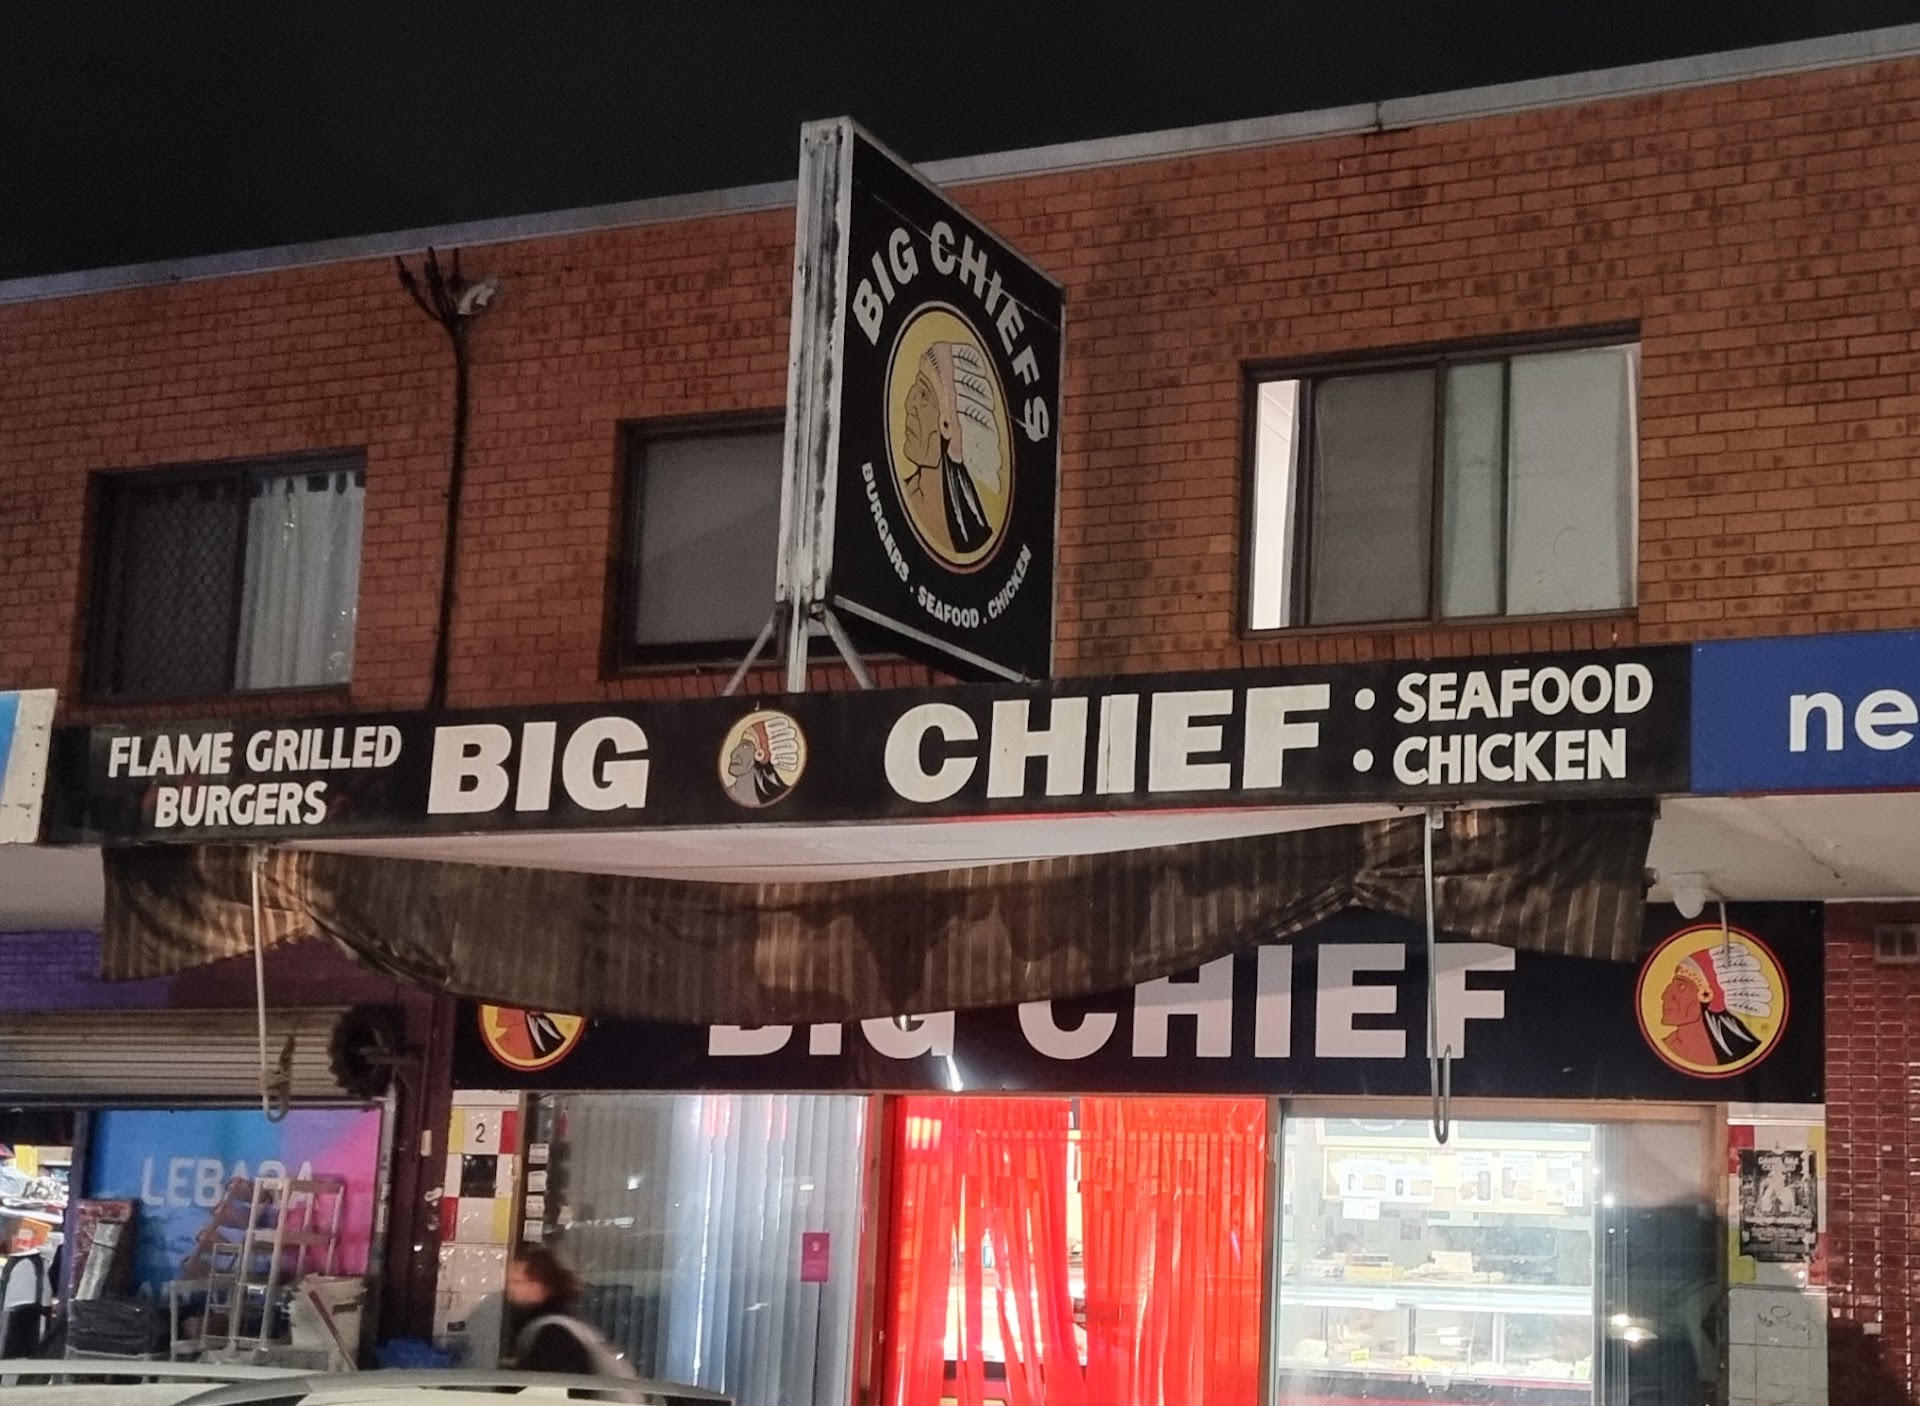 BIG CHIEFS
BURGERS . SEAFOOD . CHICKEN
FLAME GRILLED
BURGERS
BIG CHIEF
• SEAFOOD
• CHICKEN
ne
BIG CHIEF
LEBARA
2